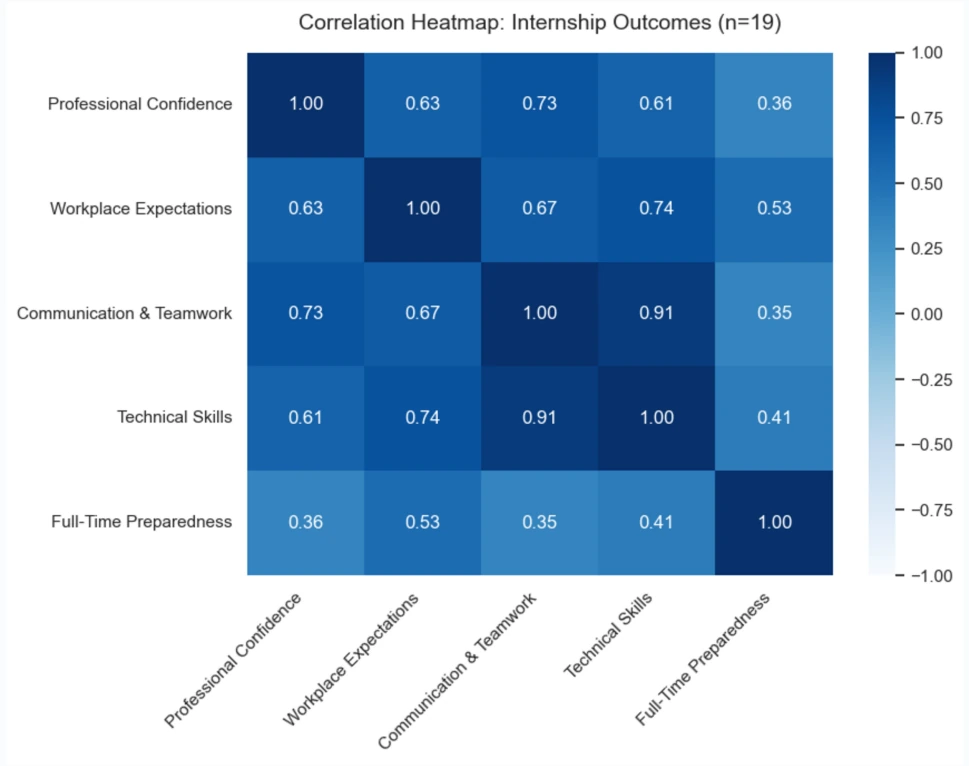 Correlation Heatmap: Internship Outcomes (n=19)
Professional Confidence 1.00 0.63 0.73 0.61 0.36
Workplace Expectations 0.63 1.00 0.67 0.74 0.53
Communication & Teamwork 0.73 0.67 1.00 0.91 0.35
Technical Skills 0.61 0.74 0.91 1.00 0.41
Full-Time Preparedness 0.36 0.53 0.35 0.41 1.00
Professional Confidence
Workplace Expectations
Communication & Teamwork
Technical Skills
Full-Time Preparedness
1.00
0.75
0.50
0.25
0.00
−0.25
−0.50
−0.75
−1.00